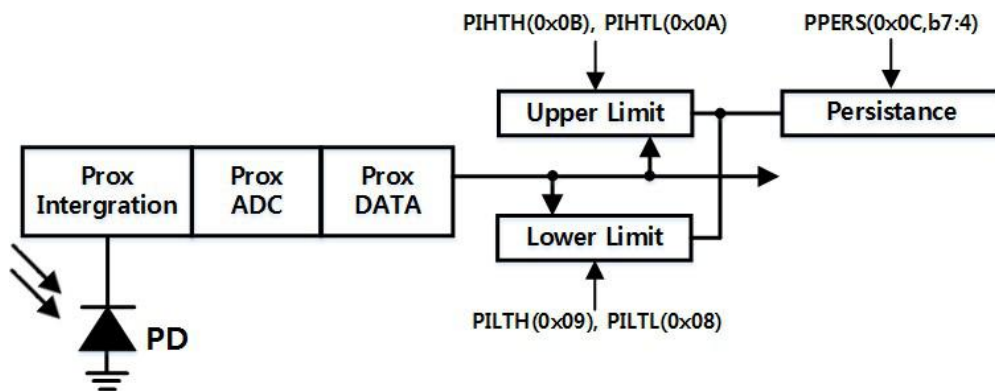 PIHTH(0x0B), PIHTL(0x0A)
PPERS(0x0C,b7:4)
Upper Limit
Persistance
Prox
Intergration
Prox
ADC
Prox
DATA
Lower Limit
PILTH(0x09), PILTL(0x08)
PD